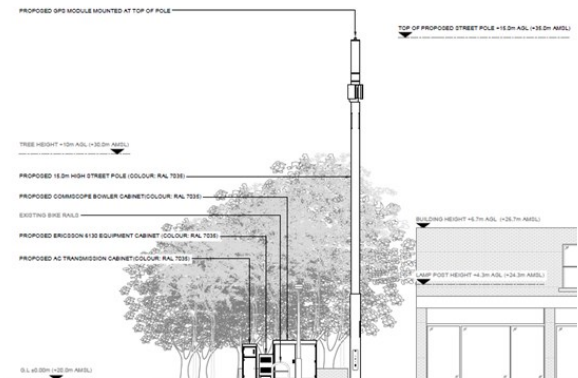 PROPOSED GPS MODULE MOUNTED AT TOP OF POLE
TOP OF PROPOSED STREET POLE +15.0m AGL (+35.0m AMSL)
TREE HEIGHT +10m AGL (+30.0m AMSL)
PROPOSED 15.0m HIGH STREET POLE (COLOUR: RAL 7035)
PROPOSED COMMSCOPE BOWLER CABINET(COLOUR: RAL 7035)
EXISTING BIKE RAILS
BUILDING HEIGHT +6.7m AGL (+26.7m AMSL)
PROPOSED ERICSSON 6130 EQUIPMENT CABINET (COLOUR: RAL 7035)
PROPOSED AC TRANSMISSION CABINET(COLOUR: RAL 7035)
LAMP POST HEIGHT +4.3m AGL (+24.3m AMSL)
G.L ±0.00m (+20.0m AMSL)